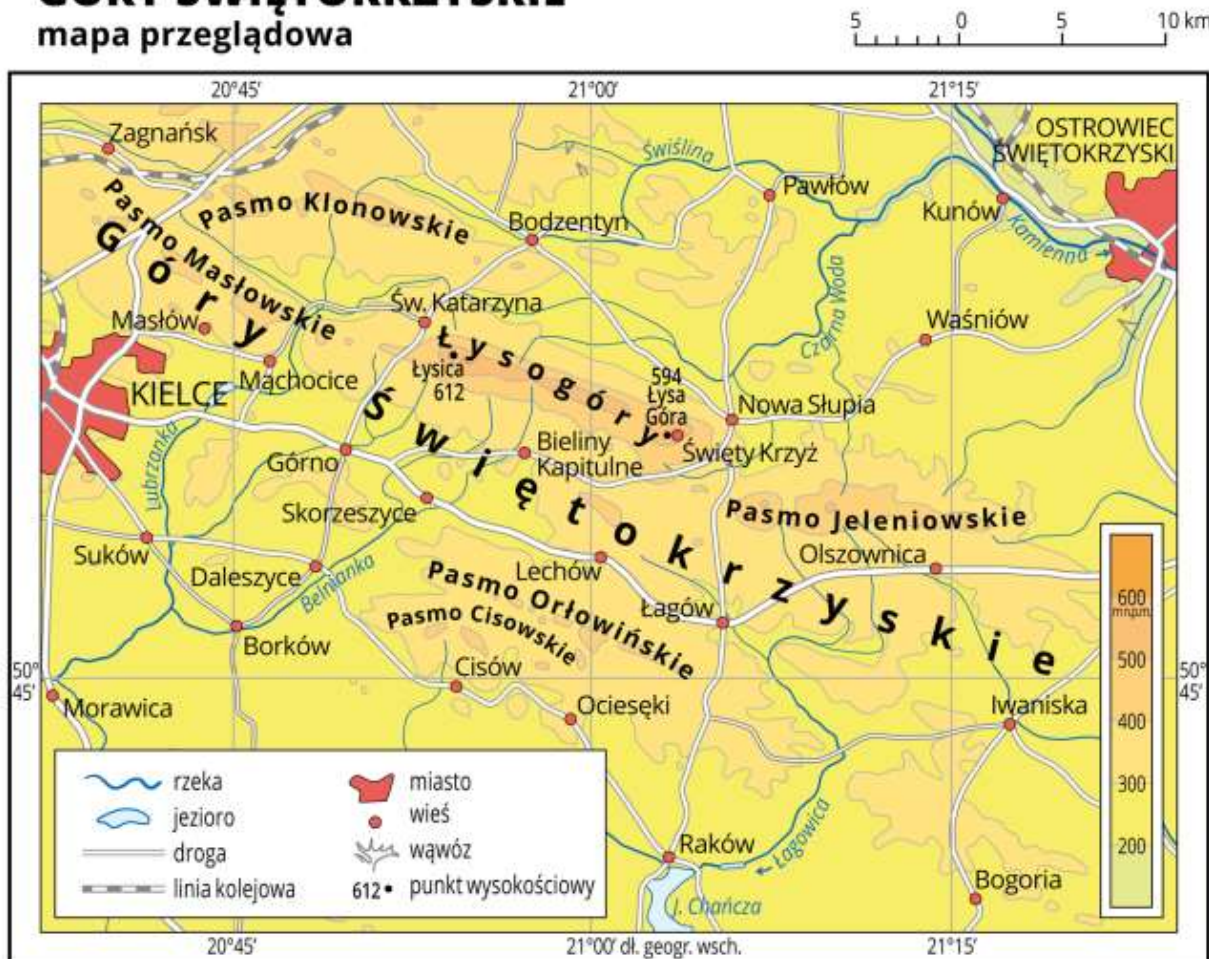 GÓRY ŚWIĘTOKRZYSKIE
mapa przeglądowa
5 0 5 10 km
20°45' 21°00' 21°15'
Zagnańsk
OSTROWIEC
ŚWIĘTOKRZYSKI
Świślina
Pawłów
Kunów
Kamienna
Pasmo Klonowskie
Bodzentyn
Pasmo Masłowskie
Góry
Św. Katarzyna
Czarna Woda
Masłów
Waśniów
Machocice
Łysogóry
Łysica
612
594
Łysa
Góra
KIELCE
Nowa Słupia
Świętokrzyskie
Bieliny
Kapitulne
Święty Krzyż
Górno
Lubrzanka
Skorzeszyce
Pasmo Jeleniowskie
Suków
Daleszyce
Belnianka
Lechów
Olszownica
Pasmo Orłowińskie
Pasmo Cisowskie
Łagów
Borków
Cisów
50°
45'
50°
45'
Morawica
Ociesęki
Iwaniska
600
m n.p.m.
500
400
300
200
rzeka
jezioro
droga
linia kolejowa
miasto
wieś
wąwóz
612 punkt wysokościowy
Raków
Łagowica
J. Chańcza
Bogoria
20°45' 21°00' dł. geogr. wsch. 21°15'